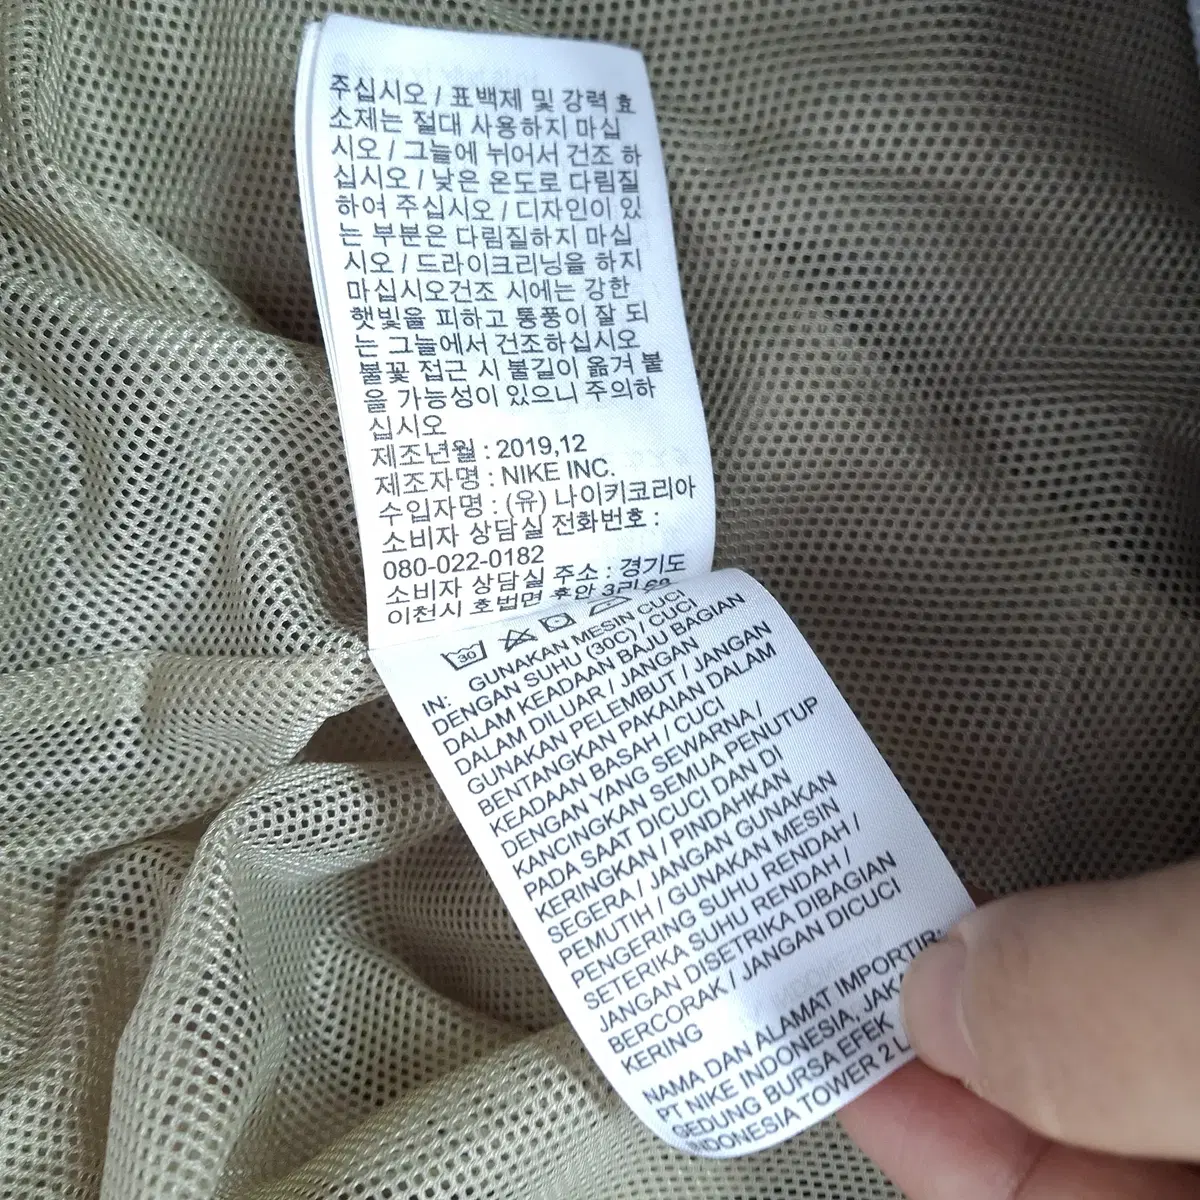 주십시오 / 표백제 및 강력 효
소제는 절대 사용하지 마십
시오 / 그늘에 뉘어서 건조 하
십시오 / 낮은 온도로 다림질
하여 주십시오 / 디자인이 있
는 부분은 다림질하지 마십
시오 / 드라이크리닝을 하지
마십시오건조 시에는 강한
햇빛을 피하고 통풍이 잘 되
는 그늘에서 건조하십시오
불꽃 접근 시 불길이 옮겨 붙
을 가능성이 있으니 주의하
십시오
제조년월 : 2019,12
제조자명 : NIKE INC.
수입자명 : (유) 나이키코리아
소비자 상담실 전화번호 :
080-022-0182
소비자 상담실 주소 : 경기도
이천시 호법면 후안 3리
30
IN: GUNAKAN MESIN CUCI
DENGAN SUHU (30C) / CUCI
DALAM KEADAAN BAJU BAGIAN
DALAM DILUAR / JANGAN
GUNAKAN PELEMBUT / JANGAN
BENTANGKAN PAKAIAN DALAM
KEADAAN BASAH / CUCI
DENGAN YANG SEWARNA /
KANCINGKAN SEMUA PENUTUP
PADA SAAT DICUCI DAN DI
KERINGKAN / PINDAHKAN
SEGERA / JANGAN GUNAKAN
PEMUTIH / GUNAKAN MESIN
PENGERING SUHU RENDAH /
SETERIKA SUHU RENDAH /
JANGAN DISETRIKA DIBAGIAN
BERCORAK / JANGAN DICUCI
KERING
NAMA DAN ALAMAT IMPORTIR:
PT NIKE INDONESIA,
GEDUNG BURSA EFEK
INDONESIA TOWER 2